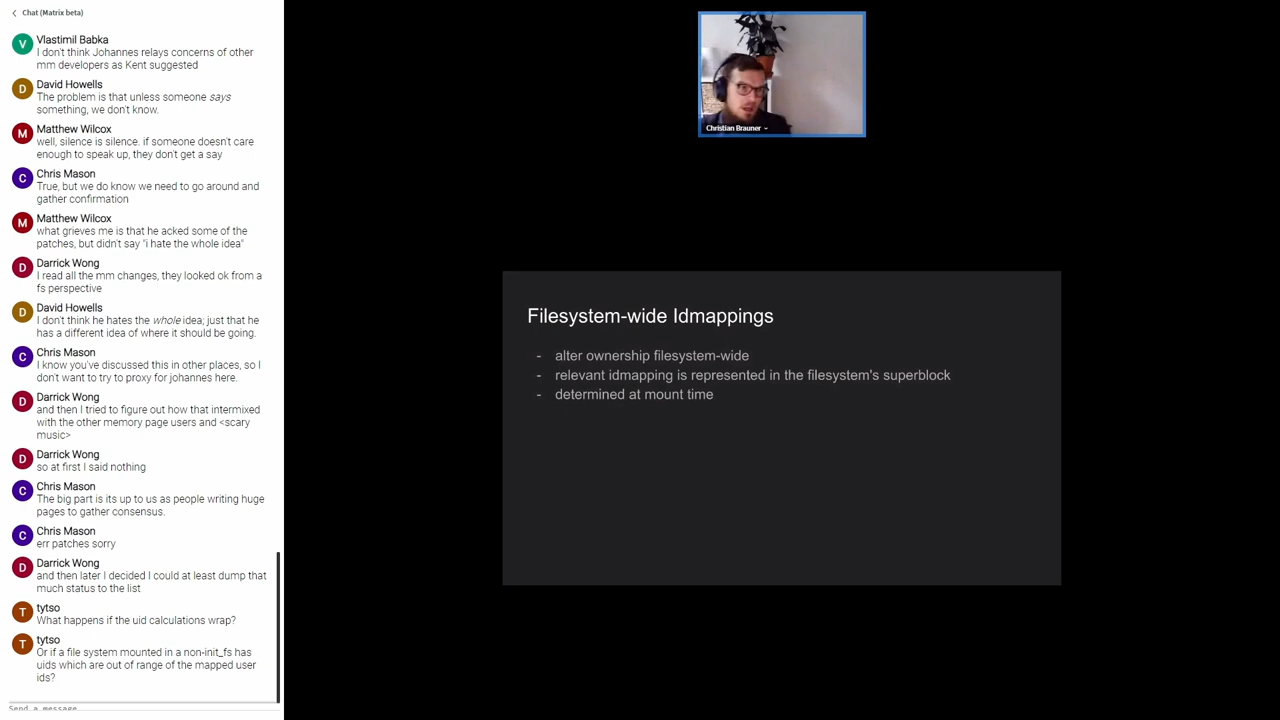 Chat (Matrix beta)
V
Vlastimil Babka
I don't think Johannes relays concerns of other
mm developers as Kent suggested
D
David Howells
The problem is that unless someone says
something, we don't know.
M
Matthew Wilcox
well, silence is silence. if someone doesn't care
enough to speak up, they don't get a say
C
Chris Mason
True, but we do know we need to go around and
gather confirmation
M
Matthew Wilcox
what grieves me is that he acked some of the
patches, but didn't say "i hate the whole idea"
D
Darrick Wong
I read all the mm changes, they looked ok from a
fs perspective
D
David Howells
I don't think he hates the whole idea; just that he
has a different idea of where it should be going.
C
Chris Mason
I know you've discussed this in other places, so I
don't want to try to proxy for johannes here.
D
Darrick Wong
and then I tried to figure out how that intermixed
with the other memory page users and <scary
music>
D
Darrick Wong
so at first I said nothing
C
Chris Mason
The big part is its up to us as people writing huge
pages to gather consensus.
C
Chris Mason
err patches sorry
D
Darrick Wong
and then later I decided I could at least dump that
much status to the list
T
tytso
What happens if the uid calculations wrap?
T
tytso
Or if a file system mounted in a non-init_fs has
uids which are out of range of the mapped user
ids?
Send a message
Christian Brauner
Filesystem-wide Idmappings
- alter ownership filesystem-wide
- relevant idmapping is represented in the filesystem's superblock
- determined at mount time